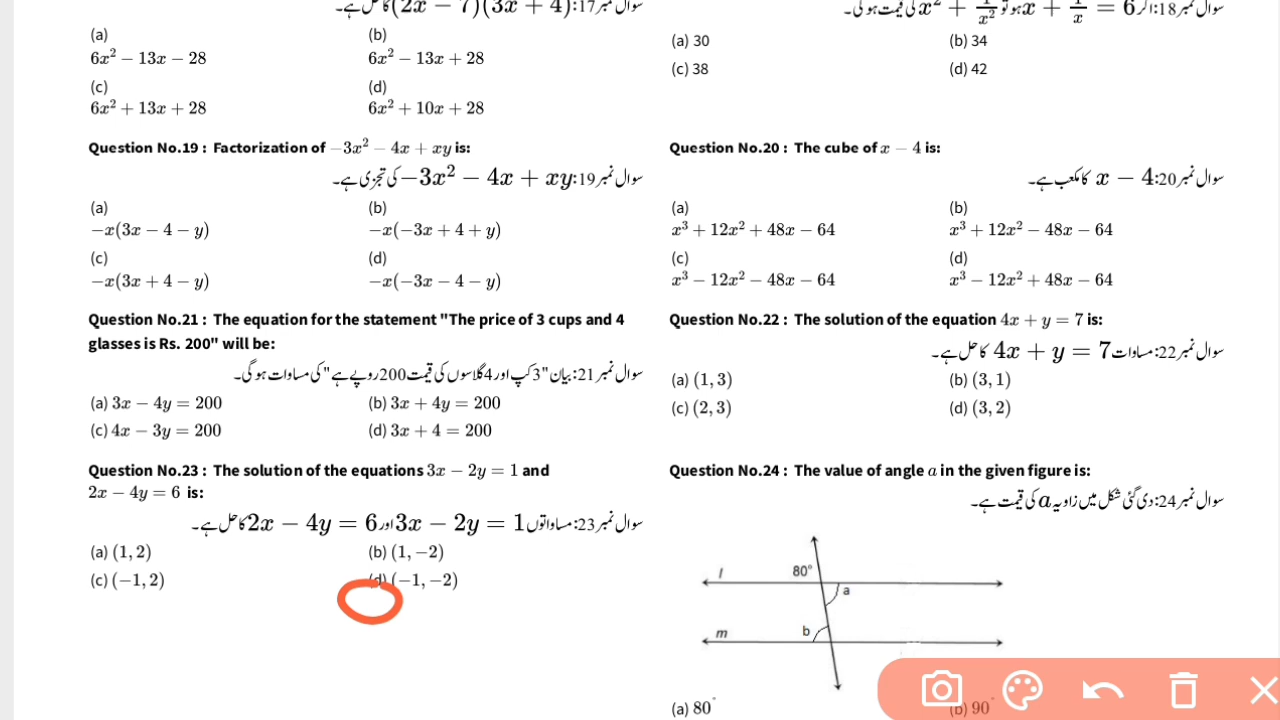 سوال نمبر17: (2x − 7)(3x + 4) کا حل ہے۔
(a) (b)
6x² − 13x − 28 6x² − 13x + 28
(c) (d)
6x² + 13x + 28 6x² + 10x + 28
سوال نمبر18: اگر x + 1/x = 6 ہو تو x² + 1/x² کی قیمت ہو گی۔
(a) 30 (b) 34
(c) 38 (d) 42
Question No.19 : Factorization of −3x² − 4x + xy is:
سوال نمبر19: −3x² − 4x + xy کی تجزی ہے۔
(a) (b)
−x(3x − 4 − y) −x(−3x + 4 + y)
(c) (d)
−x(3x + 4 − y) −x(−3x − 4 − y)
Question No.20 : The cube of x − 4 is:
سوال نمبر20: x − 4 کا مکعب ہے۔
(a) (b)
x³ + 12x² + 48x − 64 x³ + 12x² − 48x − 64
(c) (d)
x³ − 12x² − 48x − 64 x³ − 12x² + 48x − 64
Question No.21 : The equation for the statement "The price of 3 cups and 4
glasses is Rs. 200" will be:
سوال نمبر21: بیان "3 کپ اور 4 گلاسوں کی قیمت 200 روپے ہے" کی مساوات ہو گی۔
(a) 3x − 4y = 200 (b) 3x + 4y = 200
(c) 4x − 3y = 200 (d) 3x + 4 = 200
Question No.22 : The solution of the equation 4x + y = 7 is:
سوال نمبر22: مساوات 4x + y = 7 کا حل ہے۔
(a) (1, 3) (b) (3, 1)
(c) (2, 3) (d) (3, 2)
Question No.23 : The solution of the equations 3x − 2y = 1 and
2x − 4y = 6 is:
سوال نمبر23: مساواتوں 3x − 2y = 1 اور 2x − 4y = 6 کا حل ہے۔
(a) (1, 2) (b) (1, −2)
(c) (−1, 2) (d) (−1, −2)
Question No.24 : The value of angle a in the given figure is:
سوال نمبر24: دی گئی شکل میں زاویہ a کی قیمت ہے۔
l 80°
a
m b
(a) 80° (b) 90°